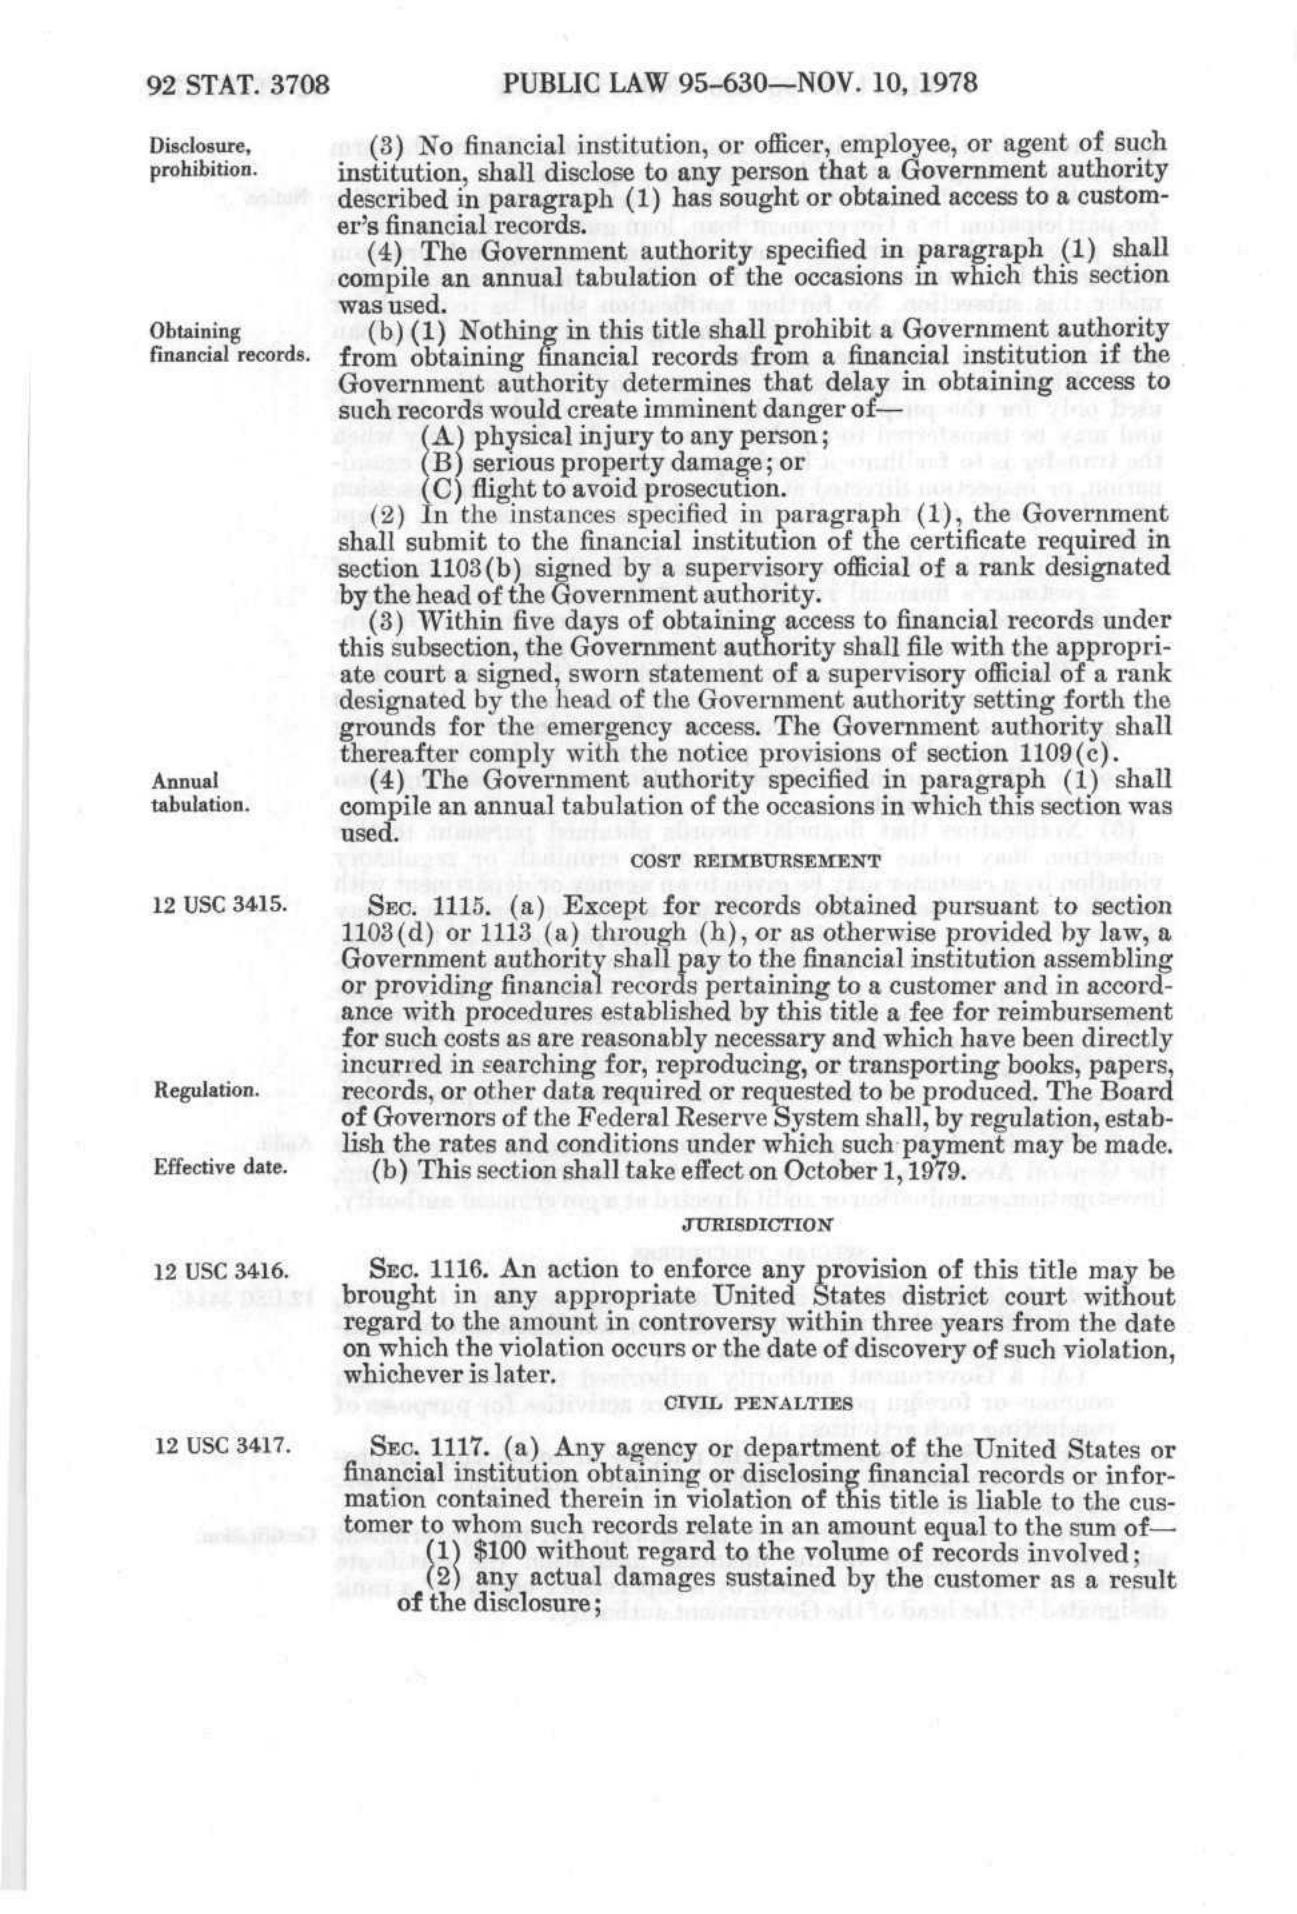 92 STAT. 3708
PUBLIC LAW 95-630—NOV. 10, 1978
Disclosure,
prohibition.
(3) No financial institution, or officer, employee, or agent of such
institution, shall disclose to any person that a Government authority
described in paragraph (1) has sought or obtained access to a custom-
er's financial records.
(4) The Government authority specified in paragraph (1) shall
compile an annual tabulation of the occasions in which this section
was used.
Obtaining
financial records.
(b)(1) Nothing in this title shall prohibit a Government authority
from obtaining financial records from a financial institution if the
Government authority determines that delay in obtaining access to
such records would create imminent danger of—
(A) physical injury to any person;
(B) serious property damage; or
(C) flight to avoid prosecution.
(2) In the instances specified in paragraph (1), the Government
shall submit to the financial institution of the certificate required in
section 1103(b) signed by a supervisory official of a rank designated
by the head of the Government authority.
(3) Within five days of obtaining access to financial records under
this subsection, the Government authority shall file with the appropri-
ate court a signed, sworn statement of a supervisory official of a rank
designated by the head of the Government authority setting forth the
grounds for the emergency access. The Government authority shall
thereafter comply with the notice provisions of section 1109(c).
Annual
tabulation.
(4) The Government authority specified in paragraph (1) shall
compile an annual tabulation of the occasions in which this section was
used.
COST REIMBURSEMENT
12 USC 3415.
SEC. 1115. (a) Except for records obtained pursuant to section
1103(d) or 1113 (a) through (h), or as otherwise provided by law, a
Government authority shall pay to the financial institution assembling
or providing financial records pertaining to a customer and in accord-
ance with procedures established by this title a fee for reimbursement
for such costs as are reasonably necessary and which have been directly
incurred in searching for, reproducing, or transporting books, papers,
Regulation.
records, or other data required or requested to be produced. The Board
of Governors of the Federal Reserve System shall, by regulation, estab-
lish the rates and conditions under which such payment may be made.
Effective date.
(b) This section shall take effect on October 1, 1979.
JURISDICTION
12 USC 3416.
SEC. 1116. An action to enforce any provision of this title may be
brought in any appropriate United States district court without
regard to the amount in controversy within three years from the date
on which the violation occurs or the date of discovery of such violation,
whichever is later.
CIVIL PENALTIES
12 USC 3417.
SEC. 1117. (a) Any agency or department of the United States or
financial institution obtaining or disclosing financial records or infor-
mation contained therein in violation of this title is liable to the cus-
tomer to whom such records relate in an amount equal to the sum of—
(1) $100 without regard to the volume of records involved;
(2) any actual damages sustained by the customer as a result
of the disclosure;